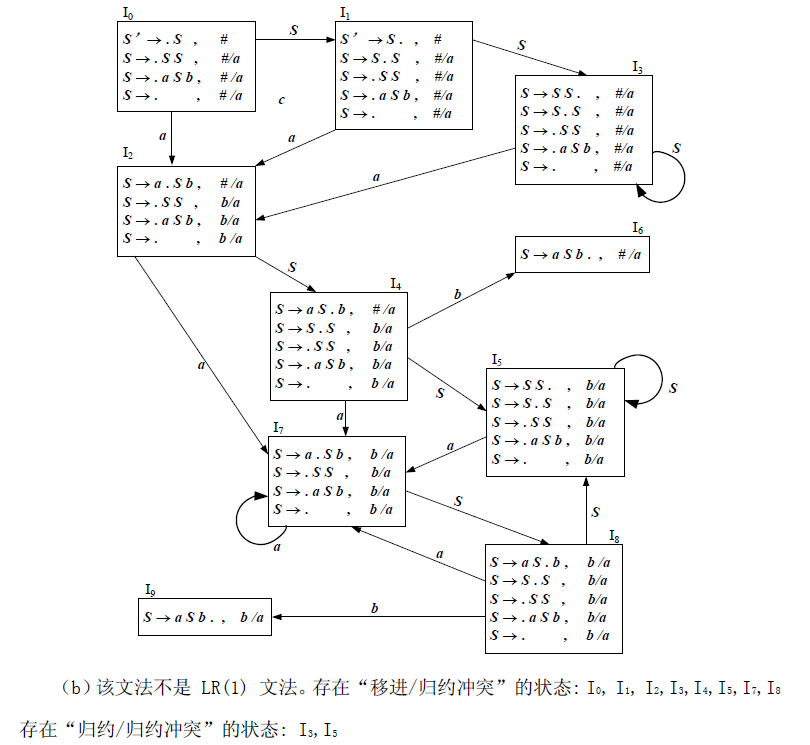 I0
S' → . S , #
S → . S S , #/a
S → . a S b , #/a
S → . , #/a
S
I1
S' → S . , #
S → S . S , #/a
S → . S S , #/a
S → . a S b , #/a
S → . , #/a
S
I3
S → S S . , #/a
S → S . S , #/a
S → . S S , #/a
S → . a S b , #/a
S → . , #/a
S
c
a
a
a
I2
S → a . S b , #/a
S → . S S , b/a
S → . a S b , b/a
S → . , b/a
S
I6
S → a S b . , #/a
I4
S → a S . b , #/a
S → S . S , b/a
S → . S S , b/a
S → . a S b , b/a
S → . , b/a
b
a
S
a
I5
S → S S . , b/a
S → S . S , b/a
S → . S S , b/a
S → . a S b , b/a
S → . , b/a
S
a
I7
S → a . S b , b/a
S → . S S , b/a
S → . a S b , b/a
S → . , b/a
a
S
a
S
I8
S → a S . b , b/a
S → S . S , b/a
S → . S S , b/a
S → . a S b , b/a
S → . , b/a
b
I9
S → a S b . , b/a
（b）该文法不是 LR(1) 文法。存在“移进/归约冲突”的状态: I0, I1, I2,I3,I4,I5,I7,I8
存在“归约/归约冲突”的状态: I3,I5